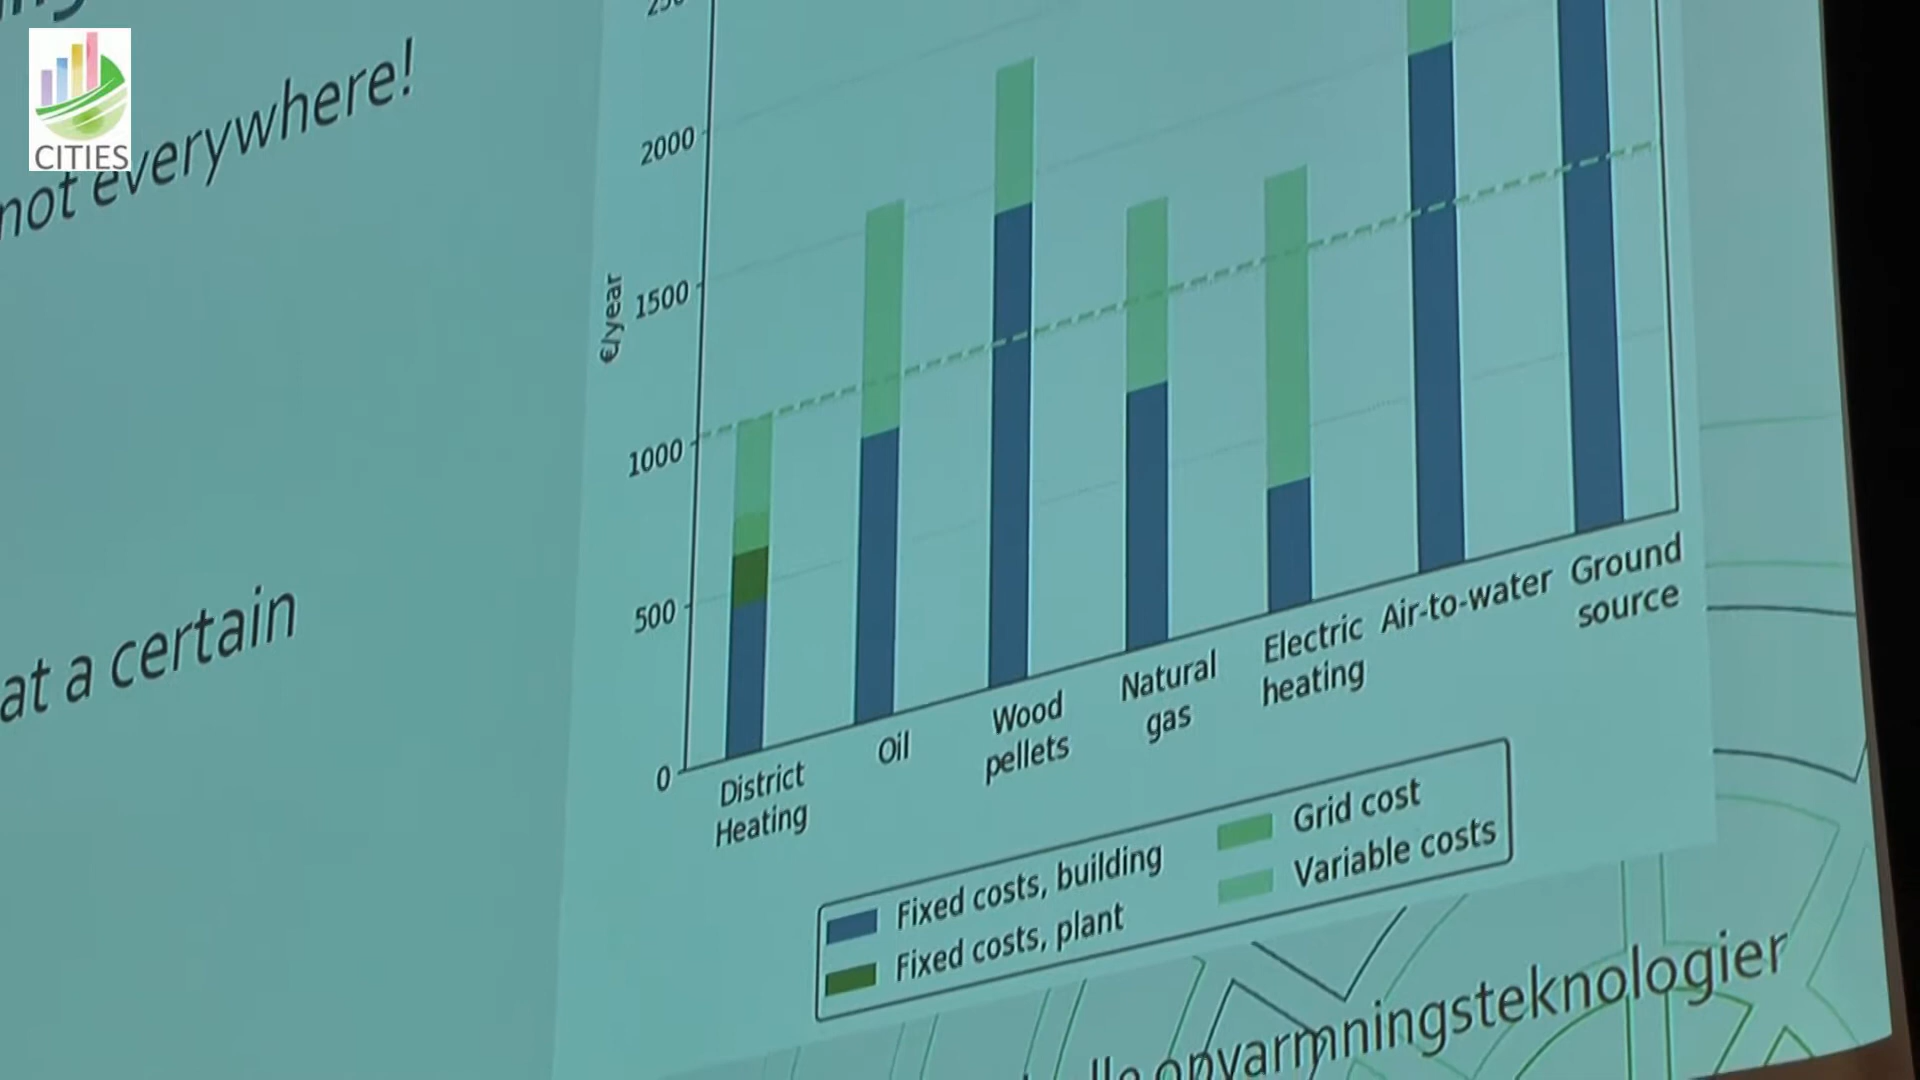 CITIES
not everywhere!
at a certain
€/year
2000
1500
1000
500
0
District
Heating
Oil
Wood
pellets
Natural
gas
Electric
heating
Air-to-water
Ground
source
Fixed costs, building
Fixed costs, plant
Grid cost
Variable costs
opvarmningsteknologier